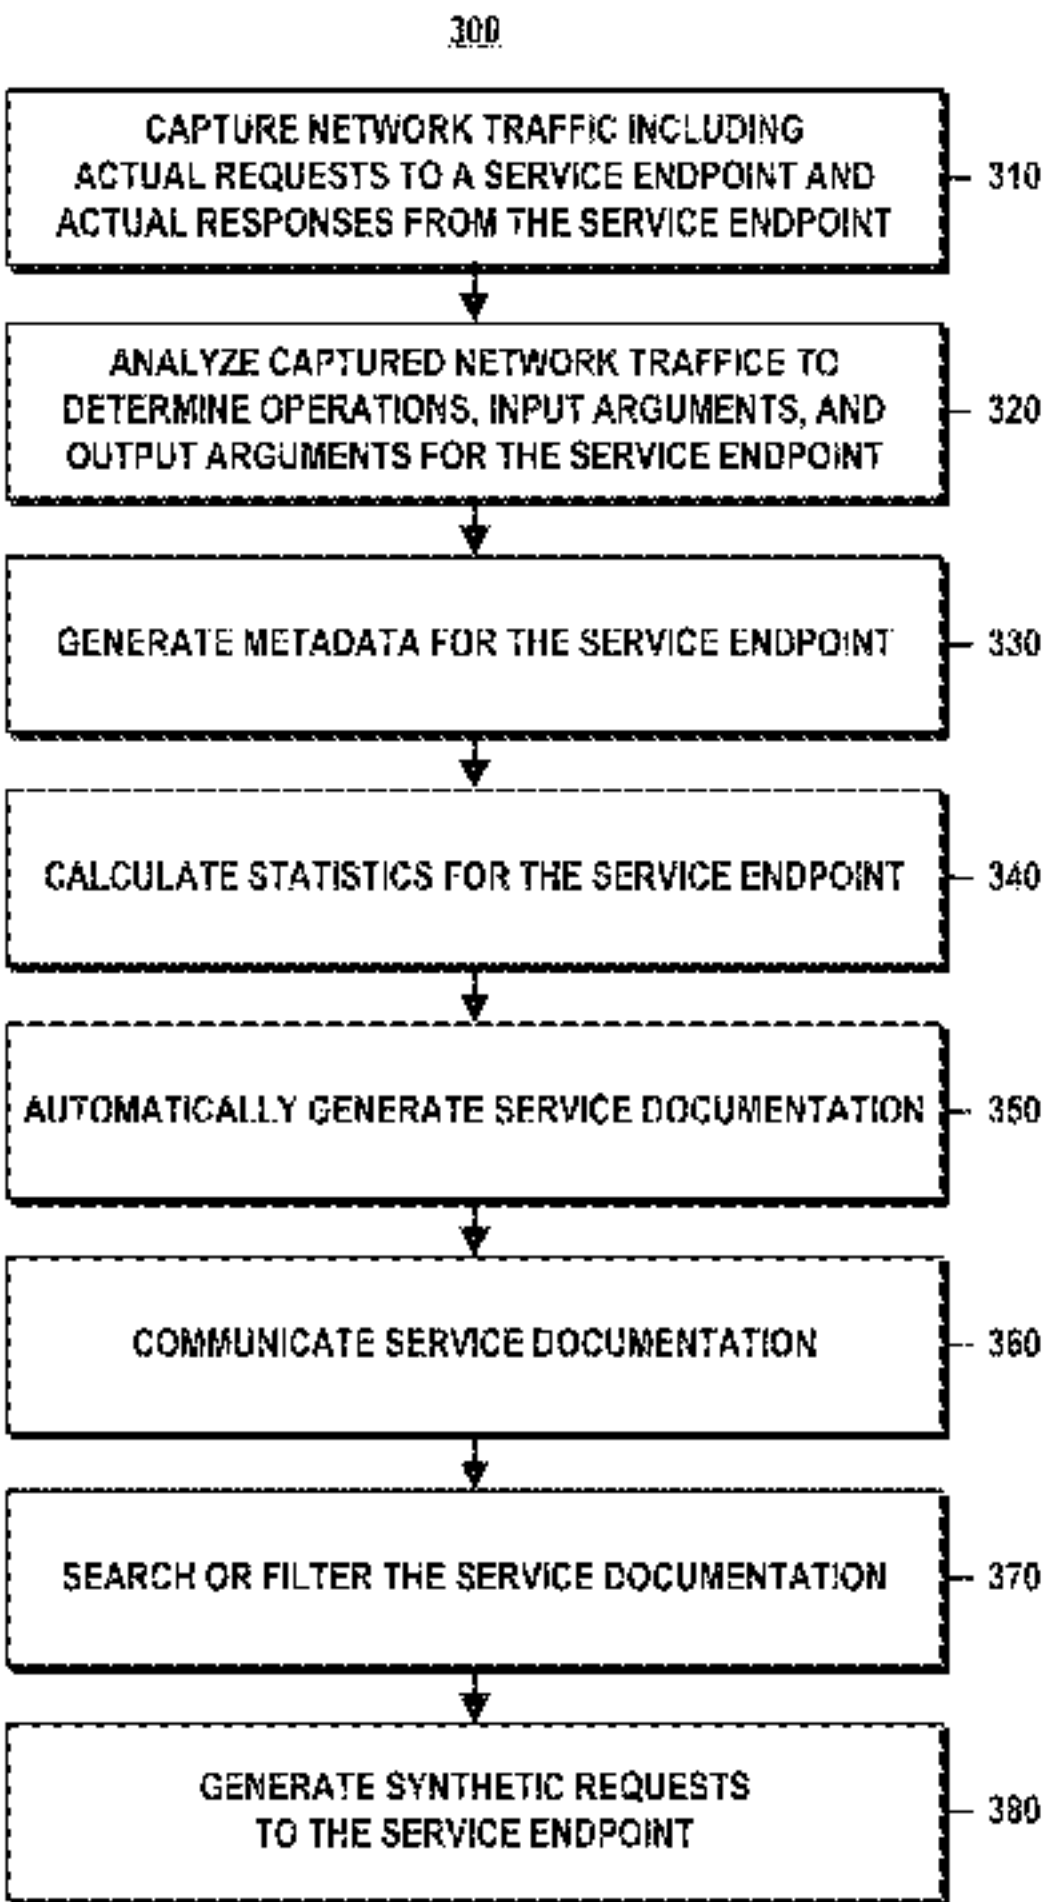 300
CAPTURE NETWORK TRAFFIC INCLUDING
ACTUAL REQUESTS TO A SERVICE ENDPOINT AND
ACTUAL RESPONSES FROM THE SERVICE ENDPOINT
310
ANALYZE CAPTURED NETWORK TRAFFICE TO
DETERMINE OPERATIONS, INPUT ARGUMENTS, AND
OUTPUT ARGUMENTS FOR THE SERVICE ENDPOINT
320
GENERATE METADATA FOR THE SERVICE ENDPOINT
330
CALCULATE STATISTICS FOR THE SERVICE ENDPOINT
340
AUTOMATICALLY GENERATE SERVICE DOCUMENTATION
350
COMMUNICATE SERVICE DOCUMENTATION
360
SEARCH OR FILTER THE SERVICE DOCUMENTATION
370
GENERATE SYNTHETIC REQUESTS
TO THE SERVICE ENDPOINT
380